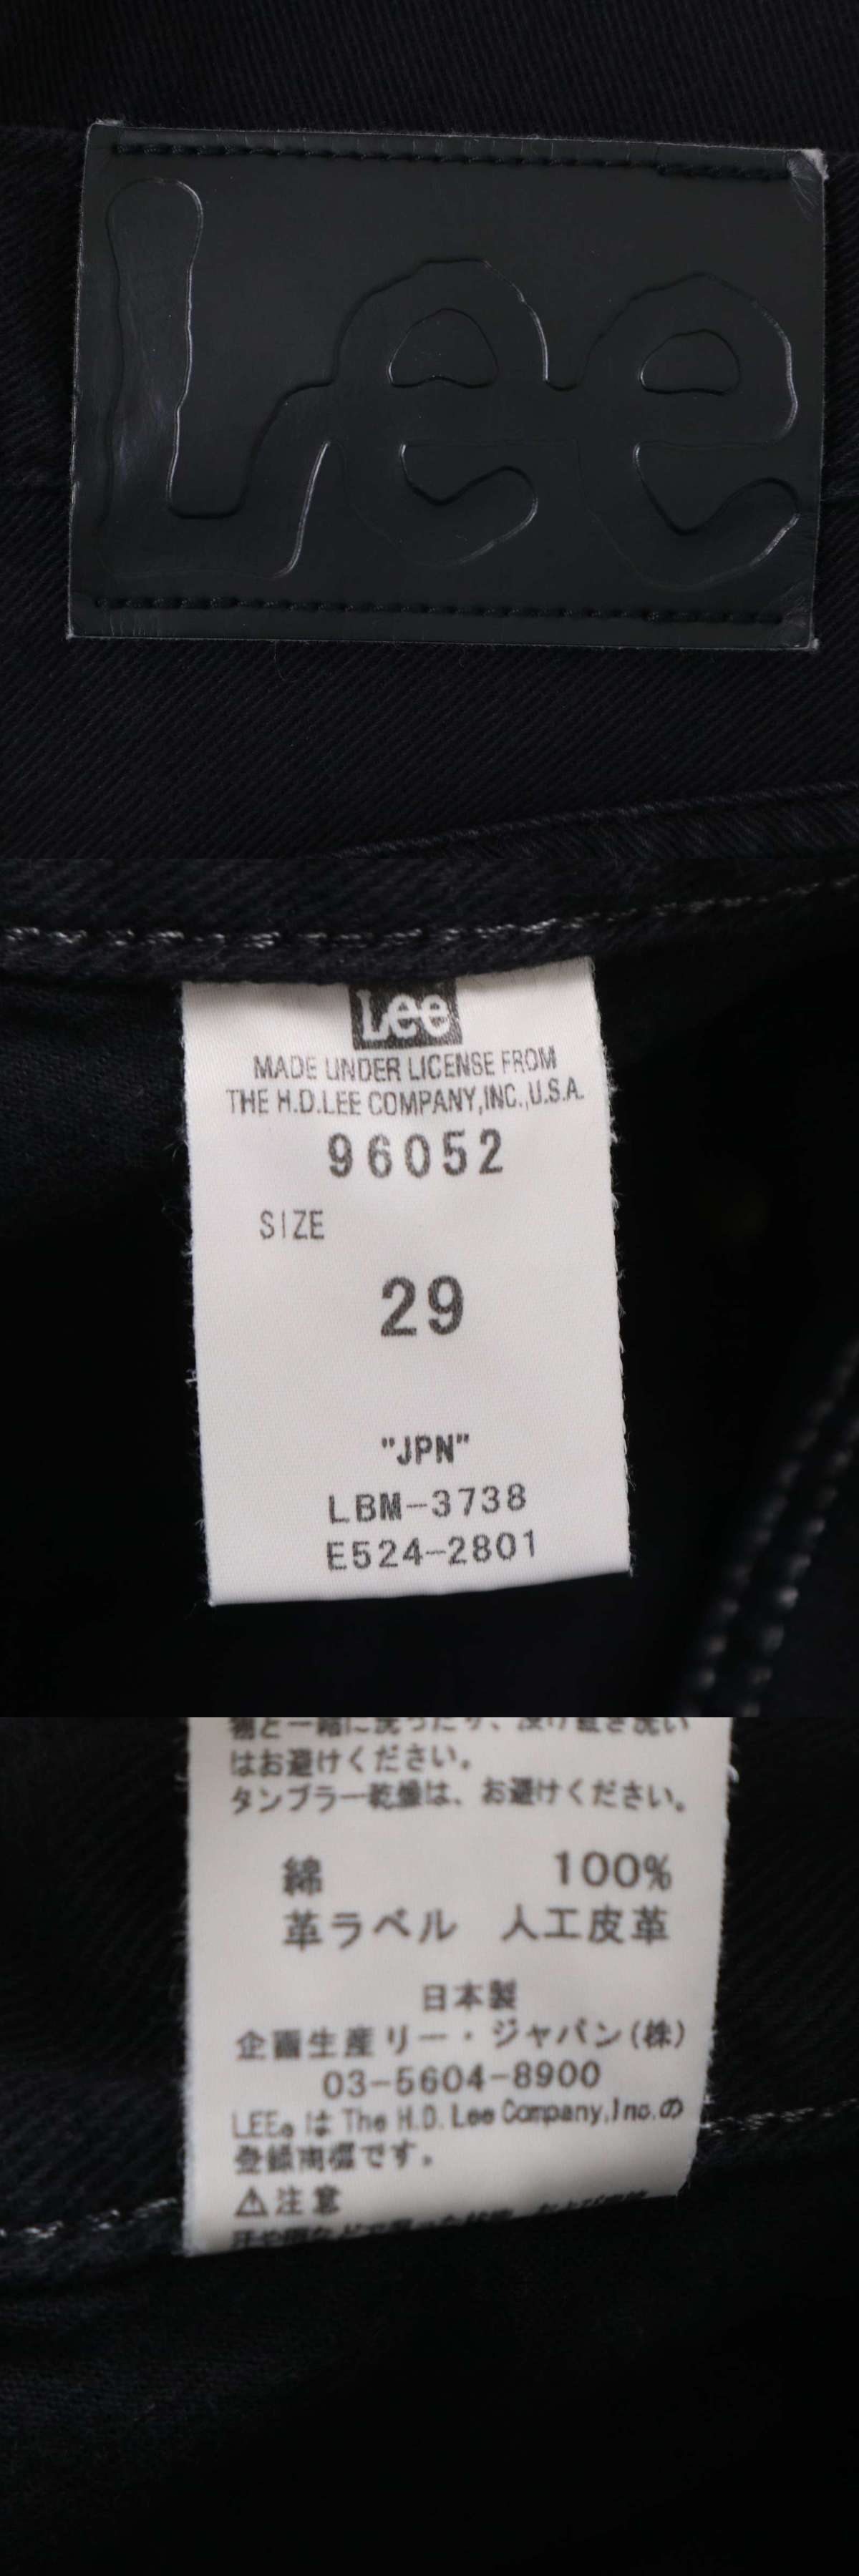 Lee
Lee
MADE UNDER LICENSE FROM
THE H.D.LEE COMPANY,INC.,U.S.A.
96052
SIZE
29
"JPN"
LBM-3738
E524-2801
はお避けください。
タンブラー乾燥は、お避けください。
綿 100%
革ラベル 人工皮革
日本製
企画生産リー・ジャパン(株)
03-5604-8900
LEE® は The H.D. Lee Company,Inc.の
登録商標です。
⚠注意